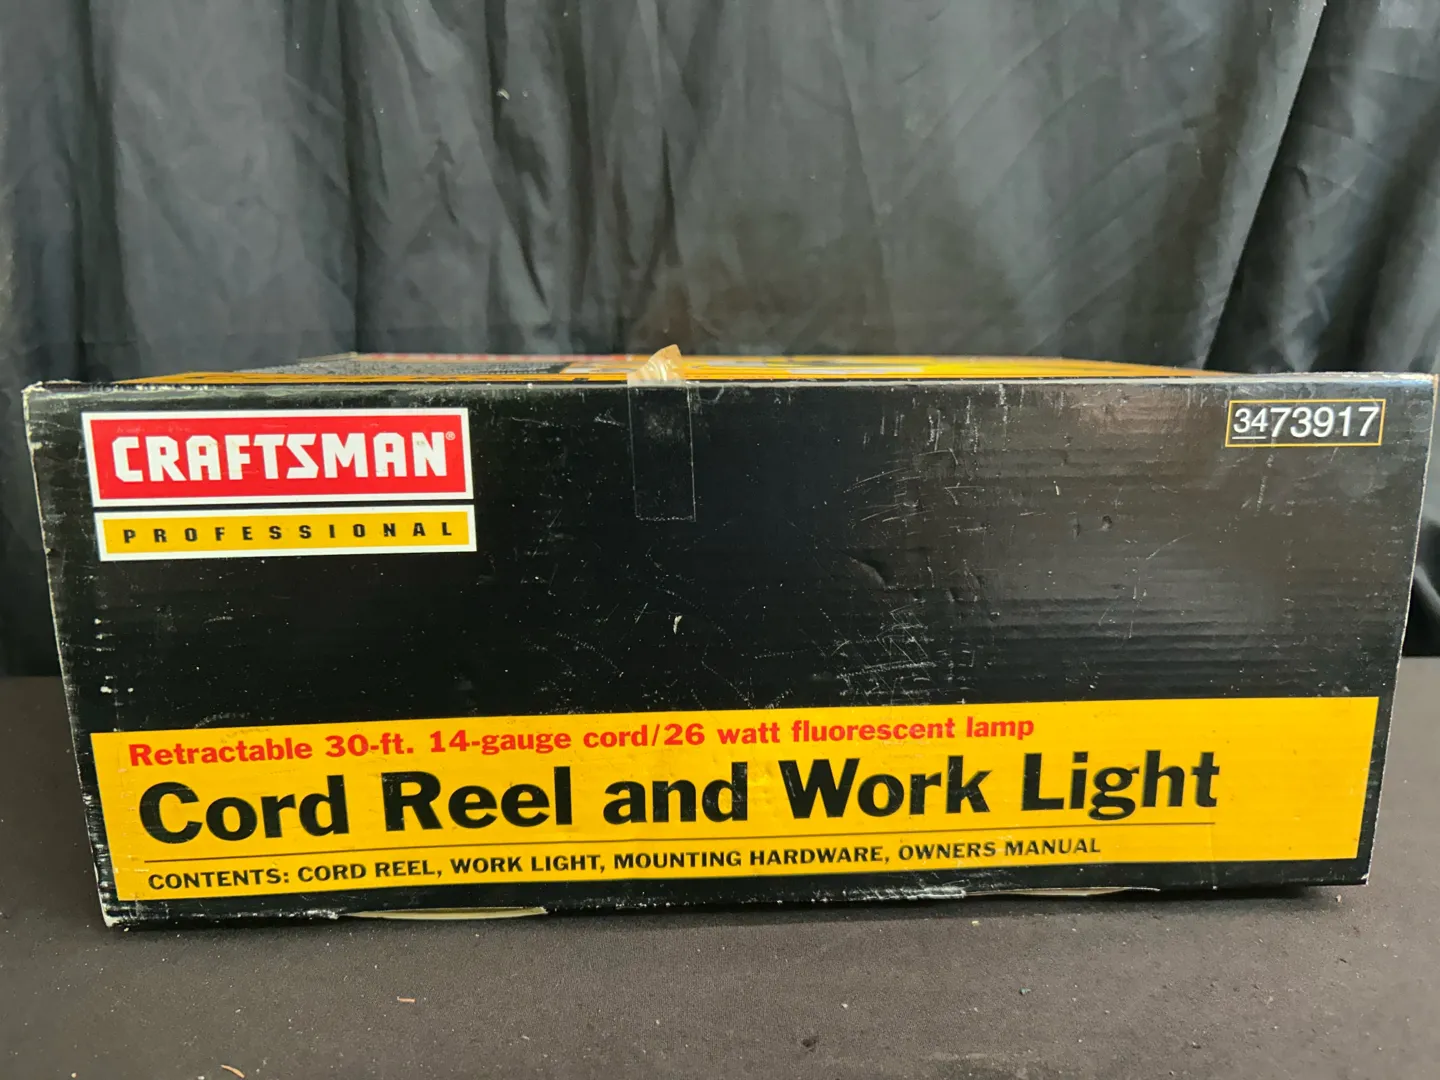 CRAFTSMAN®
PROFESSIONAL
3473917
Retractable 30-ft. 14-gauge cord/26 watt fluorescent lamp
Cord Reel and Work Light
CONTENTS: CORD REEL, WORK LIGHT, MOUNTING HARDWARE, OWNERS MANUAL